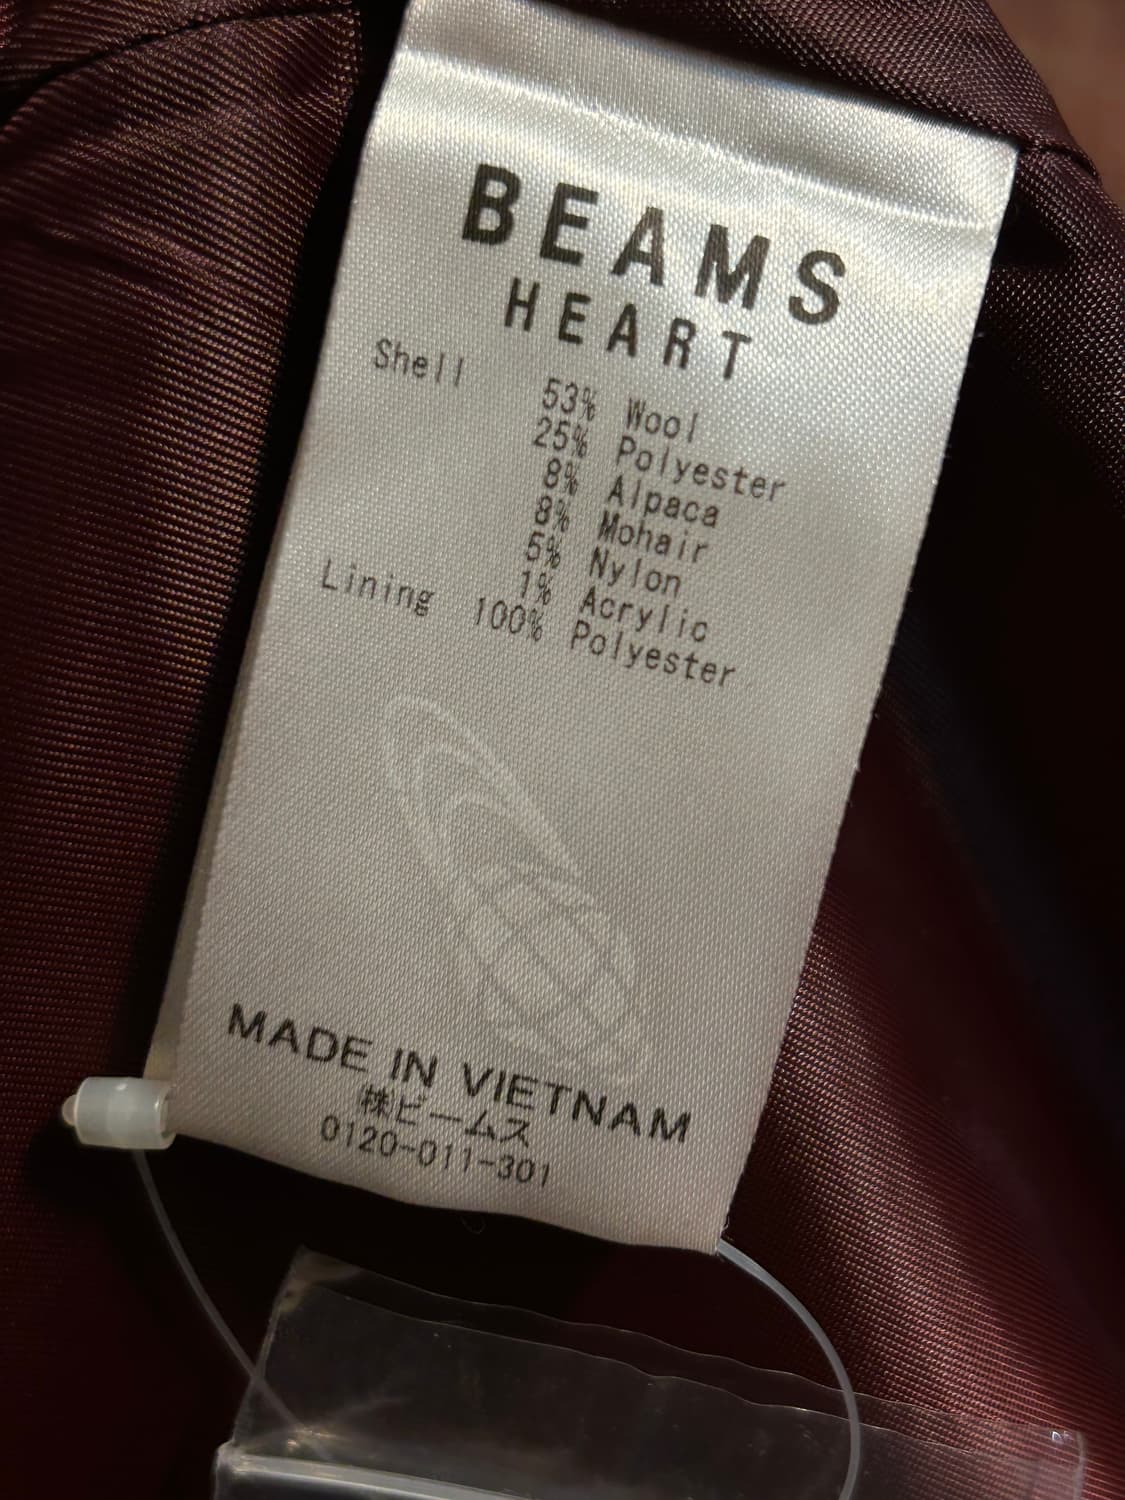 BEAMS
HEART
Shell 53% Wool
25% Polyester
8% Alpaca
8% Mohair
5% Nylon
1% Acrylic
Lining 100% Polyester
MADE IN VIETNAM
㈱ビームス
0120-011-301